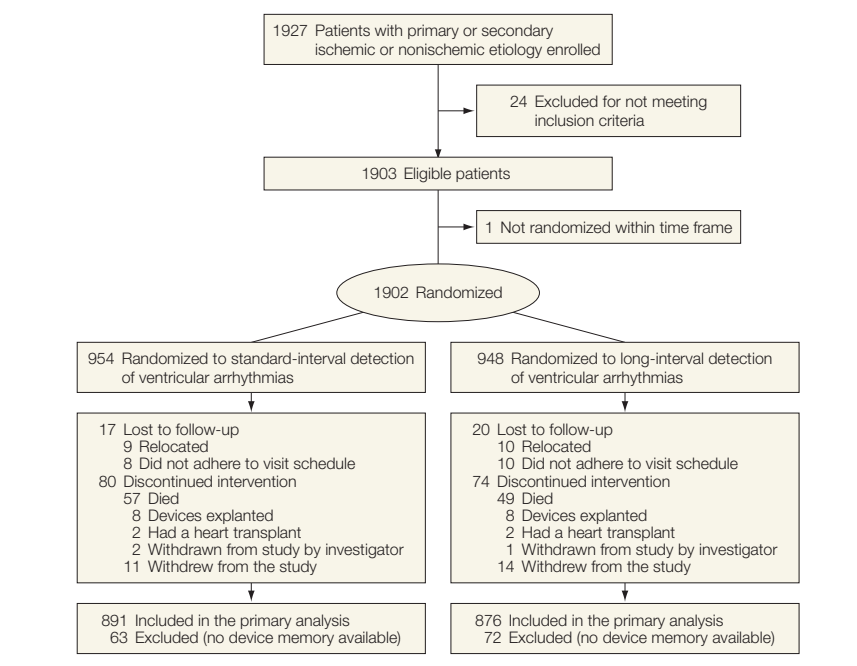 1927 Patients with primary or secondary
ischemic or nonischemic etiology enrolled
24 Excluded for not meeting
inclusion criteria
1903 Eligible patients
1 Not randomized within time frame
1902 Randomized
954 Randomized to standard-interval detection
of ventricular arrhythmias
17 Lost to follow-up
9 Relocated
8 Did not adhere to visit schedule
80 Discontinued intervention
57 Died
8 Devices explanted
2 Had a heart transplant
2 Withdrawn from study by investigator
11 Withdrew from the study
891 Included in the primary analysis
63 Excluded (no device memory available)
948 Randomized to long-interval detection
of ventricular arrhythmias
20 Lost to follow-up
10 Relocated
10 Did not adhere to visit schedule
74 Discontinued intervention
49 Died
8 Devices explanted
2 Had a heart transplant
1 Withdrawn from study by investigator
14 Withdrew from the study
876 Included in the primary analysis
72 Excluded (no device memory available)